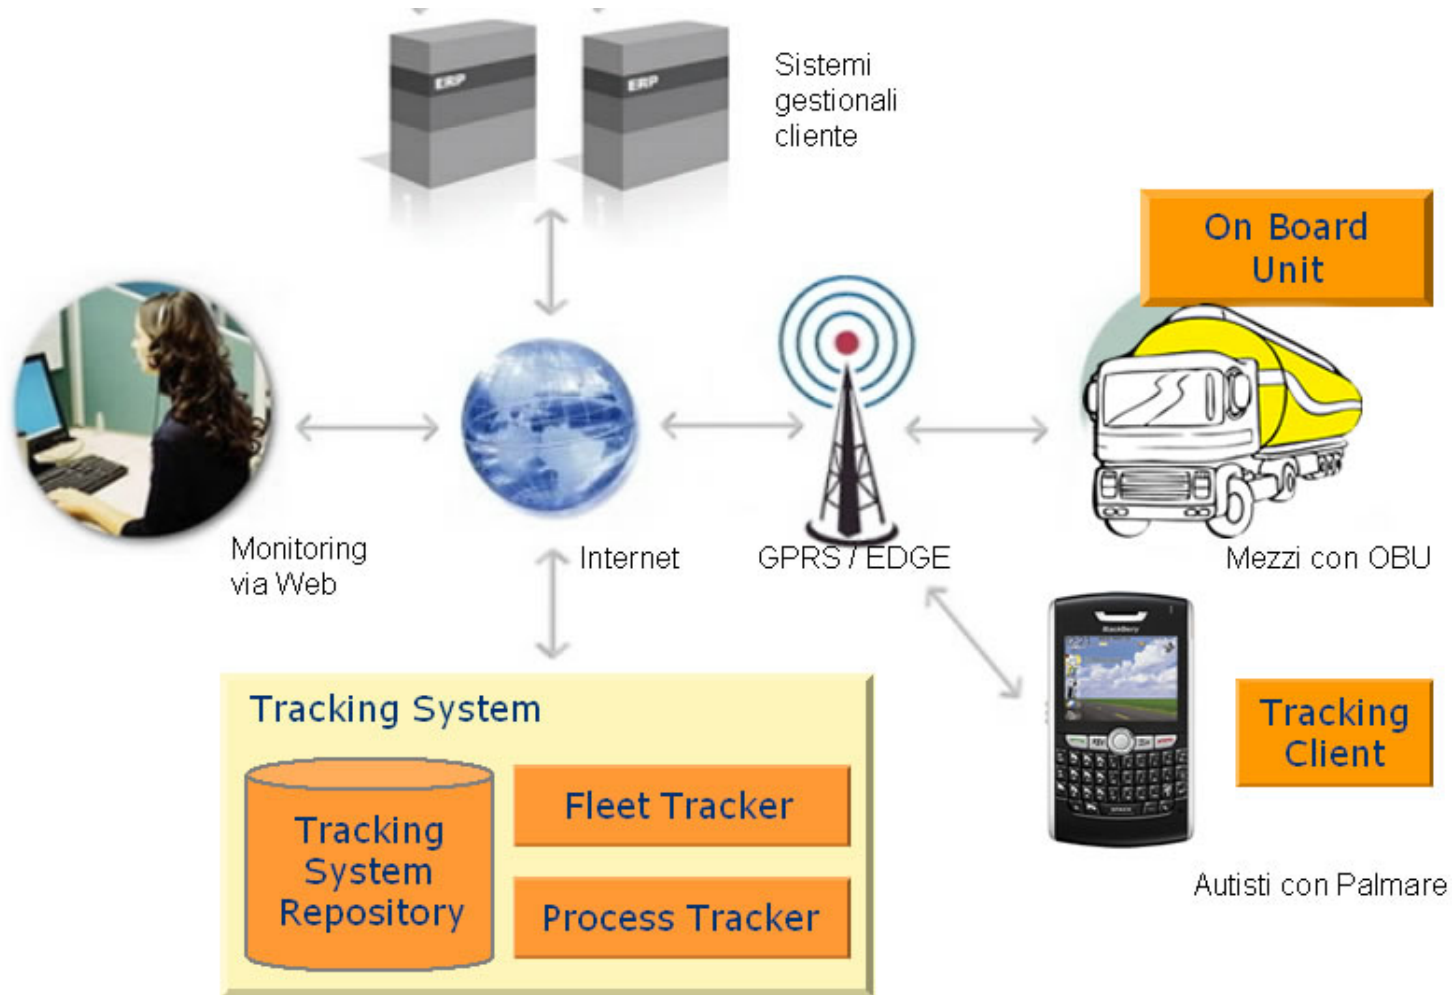 ERP
ERP
Sistemi
gestionali
cliente
On Board
Unit
Monitoring
via Web
Internet
GPRS / EDGE
Mezzi con OBU
BlackBerry
Tracking System
Tracking
System
Repository
Fleet Tracker
Process Tracker
Tracking
Client
Autisti con Palmare